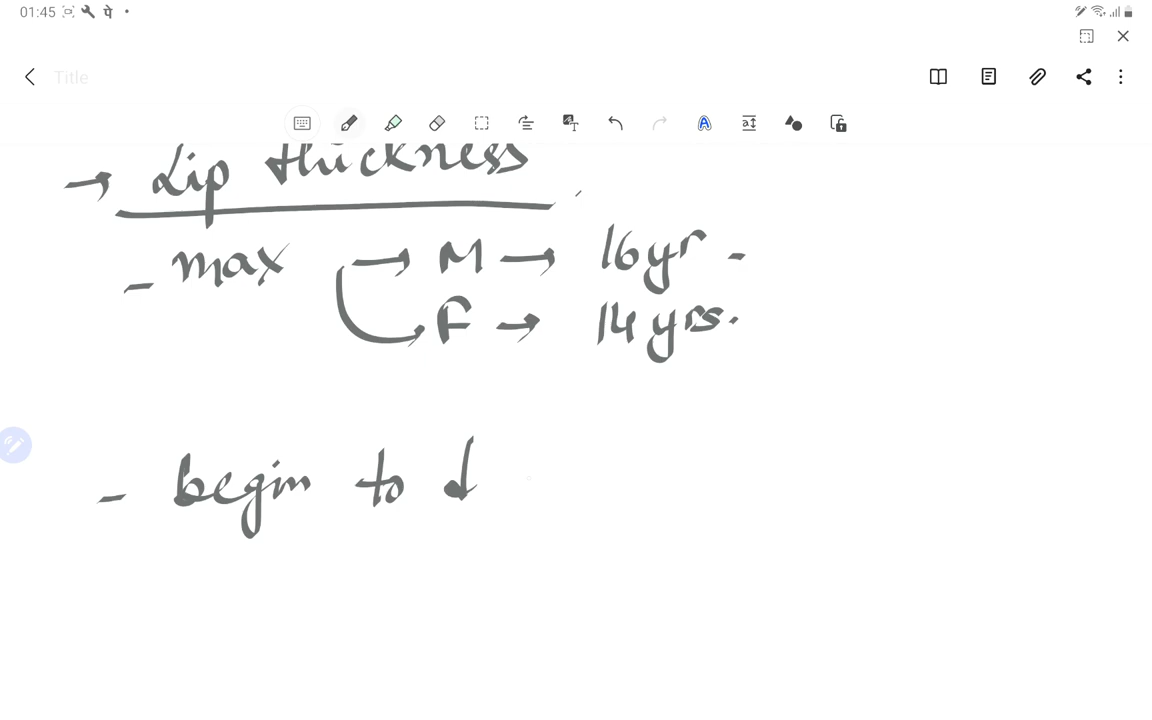 01:45
Title
→ Lip thickness
- max → M → 16yr -
F → 14 yrs.
- begin to d